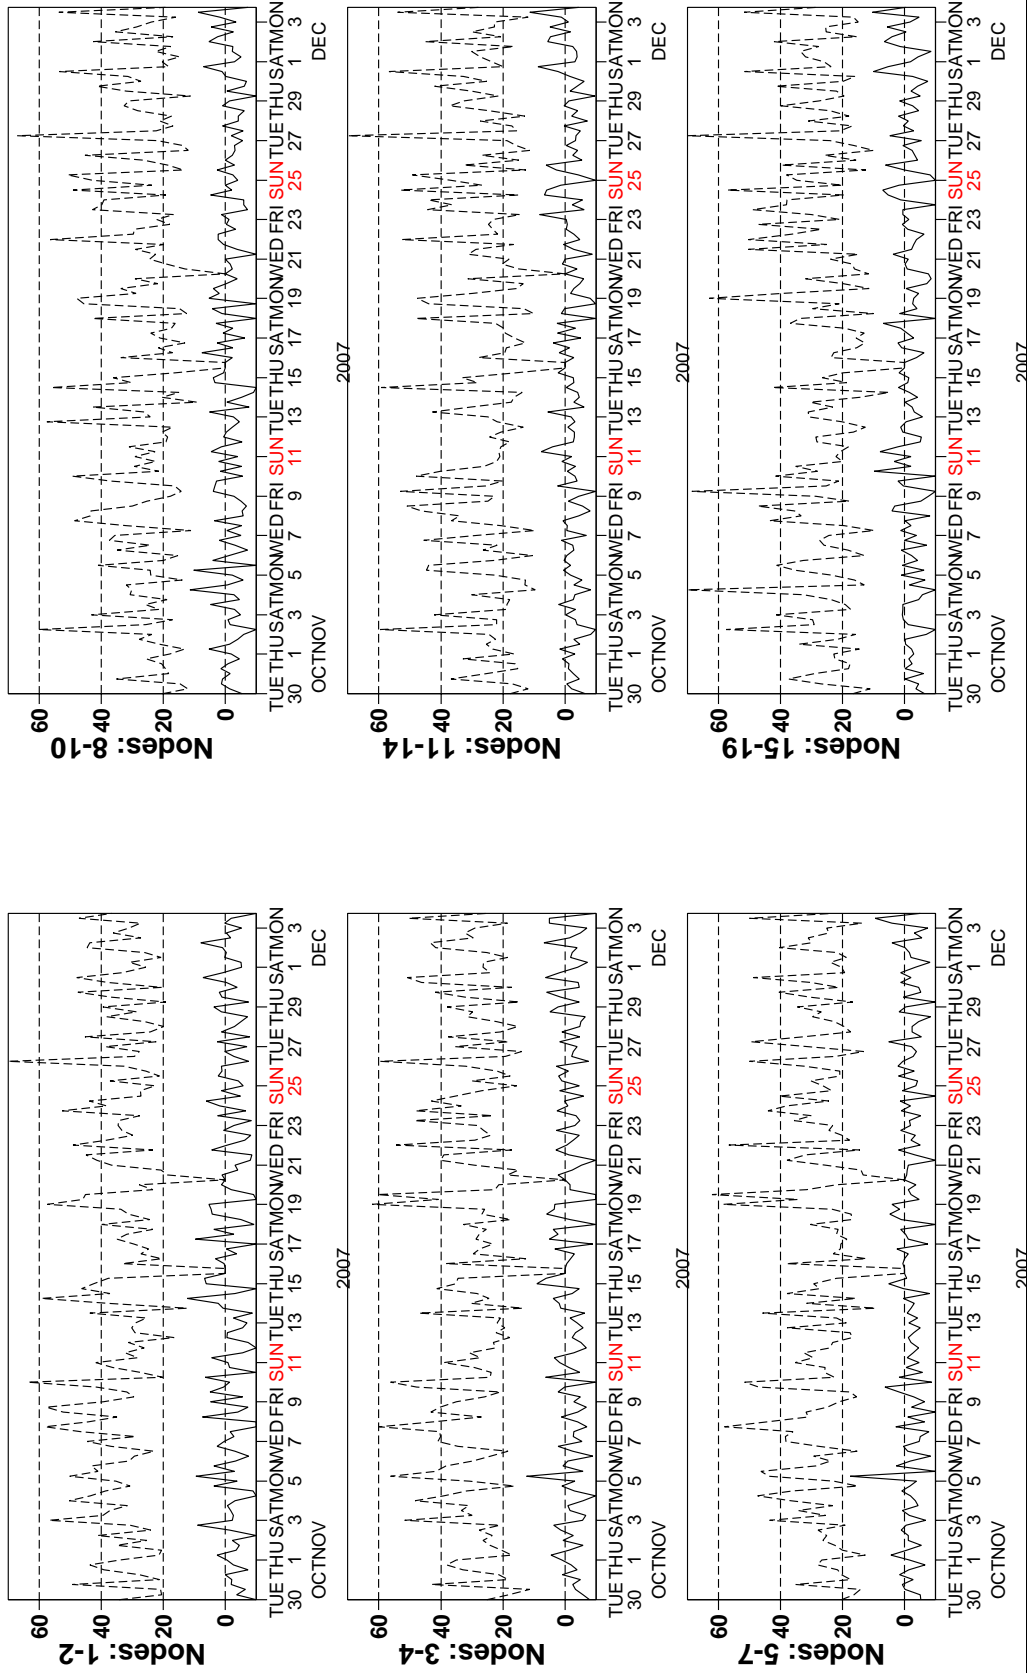 Nodes: 1-2
60
40
20
0
TUE THU SAT MON WED FRI SUN TUE THU SAT MON WED FRI SUN TUE THU SAT MON
30 1 3 5 7 9 11 13 15 17 19 21 23 25 27 29 1 3
OCT NOV DEC
2007
Nodes: 3-4
60
40
20
0
TUE THU SAT MON WED FRI SUN TUE THU SAT MON WED FRI SUN TUE THU SAT MON
30 1 3 5 7 9 11 13 15 17 19 21 23 25 27 29 1 3
OCT NOV DEC
2007
Nodes: 5-7
60
40
20
0
TUE THU SAT MON WED FRI SUN TUE THU SAT MON WED FRI SUN TUE THU SAT MON
30 1 3 5 7 9 11 13 15 17 19 21 23 25 27 29 1 3
OCT NOV DEC
2007
Nodes: 8-10
60
40
20
0
TUE THU SAT MON WED FRI SUN TUE THU SAT MON WED FRI SUN TUE THU SAT MON
30 1 3 5 7 9 11 13 15 17 19 21 23 25 27 29 1 3
OCT NOV DEC
2007
Nodes: 11-14
60
40
20
0
TUE THU SAT MON WED FRI SUN TUE THU SAT MON WED FRI SUN TUE THU SAT MON
30 1 3 5 7 9 11 13 15 17 19 21 23 25 27 29 1 3
OCT NOV DEC
2007
Nodes: 15-19
60
40
20
0
TUE THU SAT MON WED FRI SUN TUE THU SAT MON WED FRI SUN TUE THU SAT MON
30 1 3 5 7 9 11 13 15 17 19 21 23 25 27 29 1 3
OCT NOV DEC
2007